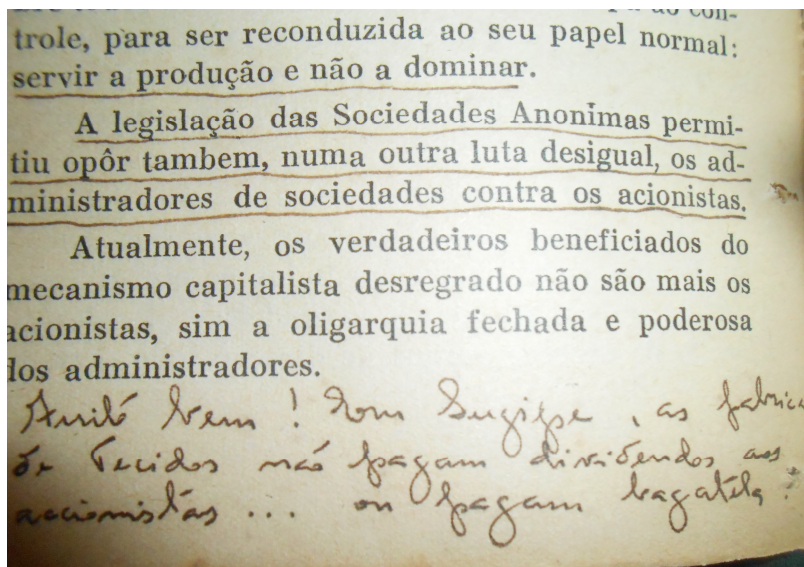 trole, para ser reconduzida ao seu papel normal:
servir a produção e não a dominar.
A legislação das Sociedades Anonimas permi-
tiu opôr tambem, numa outra luta desigual, os ad-
ministradores de sociedades contra os acionistas.
Atualmente, os verdadeiros beneficiados do
mecanismo capitalista desregrado não são mais os
acionistas, sim a oligarquia fechada e poderosa
dos administradores.
Muito bem! Em Sergipe, as fabricas
de tecidos não pagam dividendos aos
accionistas... ou pagam bagatela.